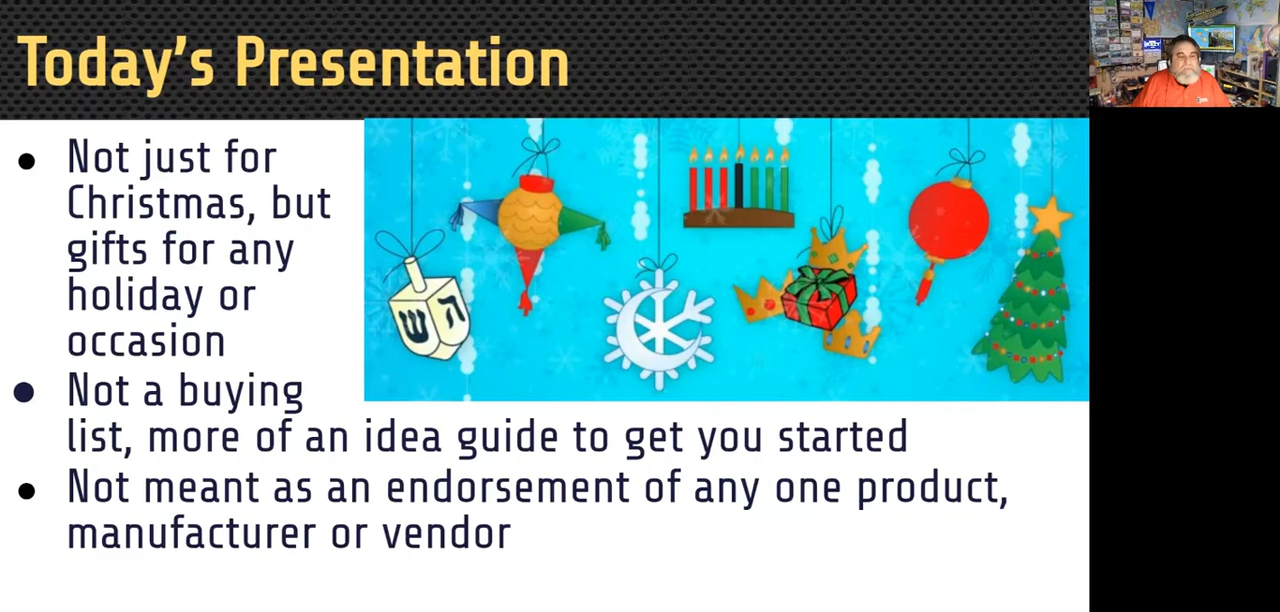 Today's Presentation
● Not just for
Christmas, but
gifts for any
holiday or
occasion
● Not a buying
list, more of an idea guide to get you started
● Not meant as an endorsement of any one product,
manufacturer or vendor
ש ה